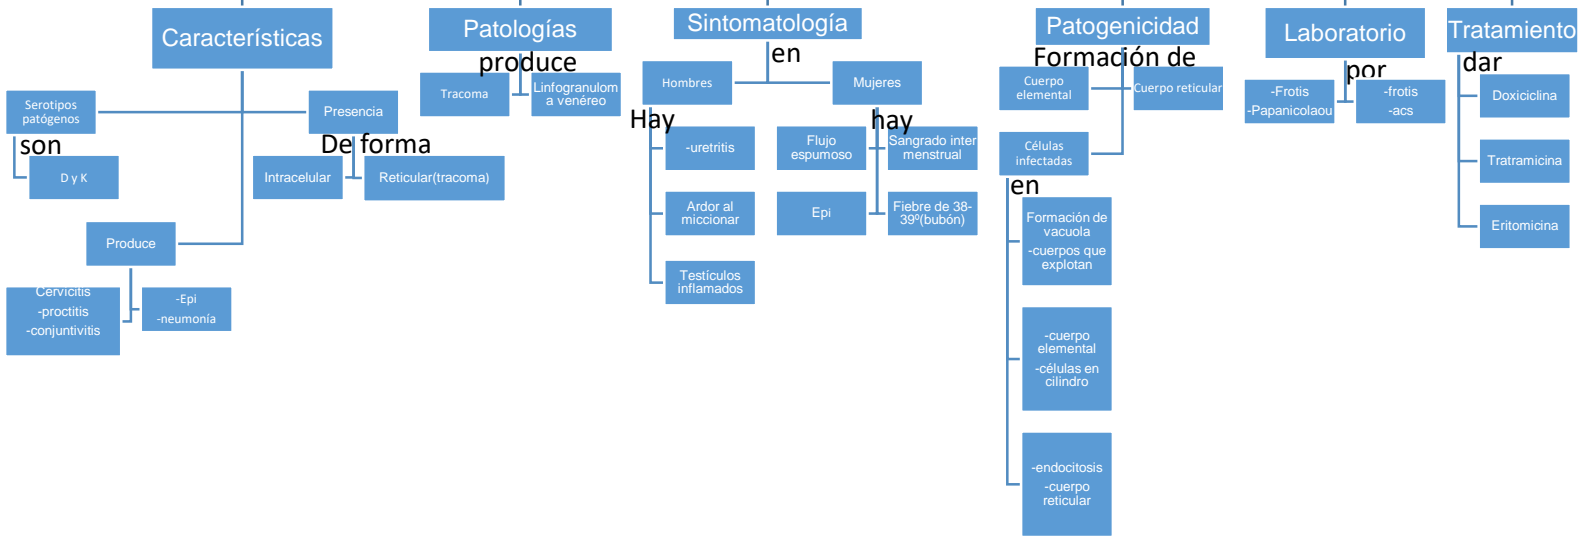 Características
Serotipos
patógenos
son
D y K
Presencia
De forma
Intracelular
Reticular(tracoma)
Produce
Cervicitis
-proctitis
-conjuntivitis
-Epi
-neumonía
Patologías
produce
Tracoma
Linfogranulom
a venéreo
Sintomatología
en
Hombres
Hay
-uretritis
Ardor al
miccionar
Testículos
inflamados
Mujeres
hay
Flujo
espumoso
Sangrado inter
menstrual
Epi
Fiebre de 38-
39º(bubón)
Patogenicidad
Formación de
Cuerpo
elemental
Cuerpo reticular
Células
infectadas
en
Formación de
vacuola
-cuerpos que
explotan
-cuerpo
elemental
-células en
cilindro
-endocitosis
-cuerpo
reticular
Laboratorio
por
-Frotis
-Papanicolaou
-frotis
-acs
Tratamiento
dar
Doxiciclina
Tratramicina
Eritomicina